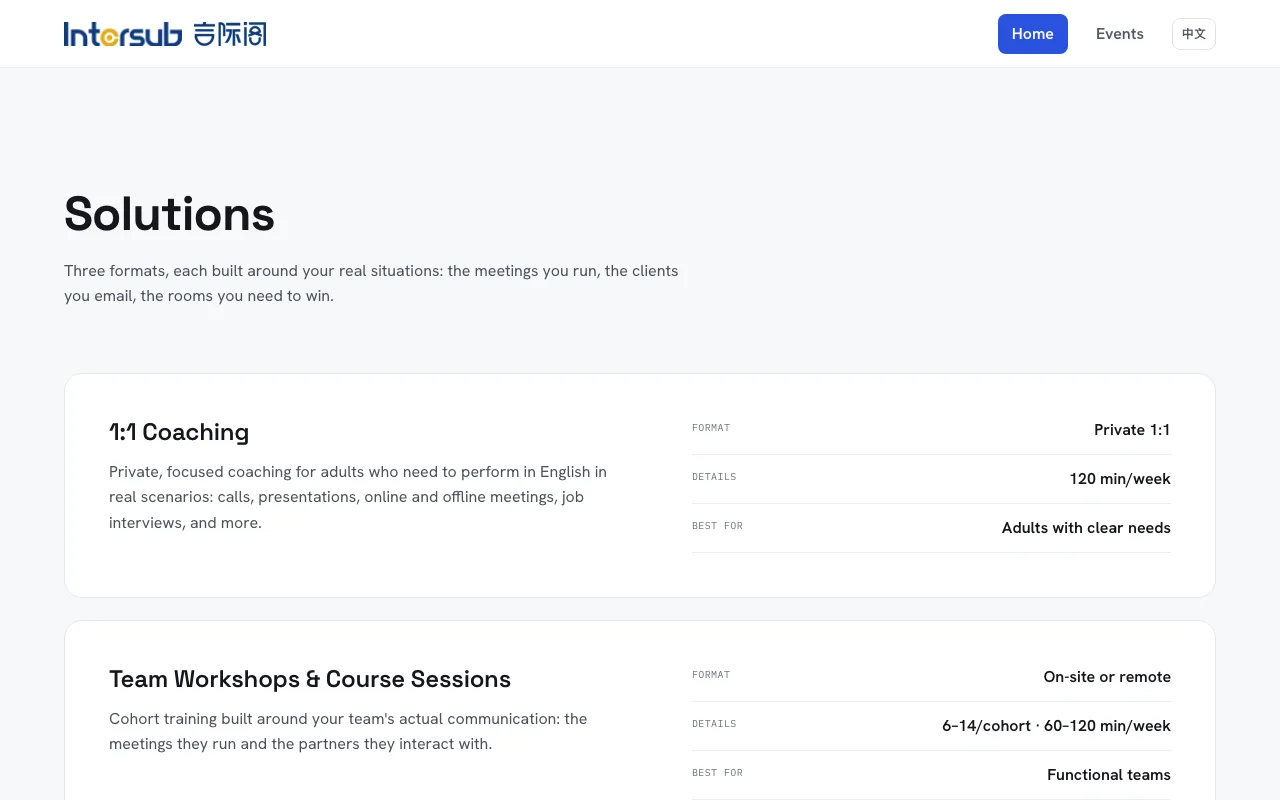 Intersub 言际阁
Home
Events
中文
Solutions
Three formats, each built around your real situations: the meetings you run, the clients
you email, the rooms you need to win.
1:1 Coaching
Private, focused coaching for adults who need to perform in English in
real scenarios: calls, presentations, online and offline meetings, job
interviews, and more.
FORMAT
Private 1:1
DETAILS
120 min/week
BEST FOR
Adults with clear needs
Team Workshops & Course Sessions
Cohort training built around your team's actual communication: the
meetings they run and the partners they interact with.
FORMAT
On-site or remote
DETAILS
6–14/cohort · 60–120 min/week
BEST FOR
Functional teams